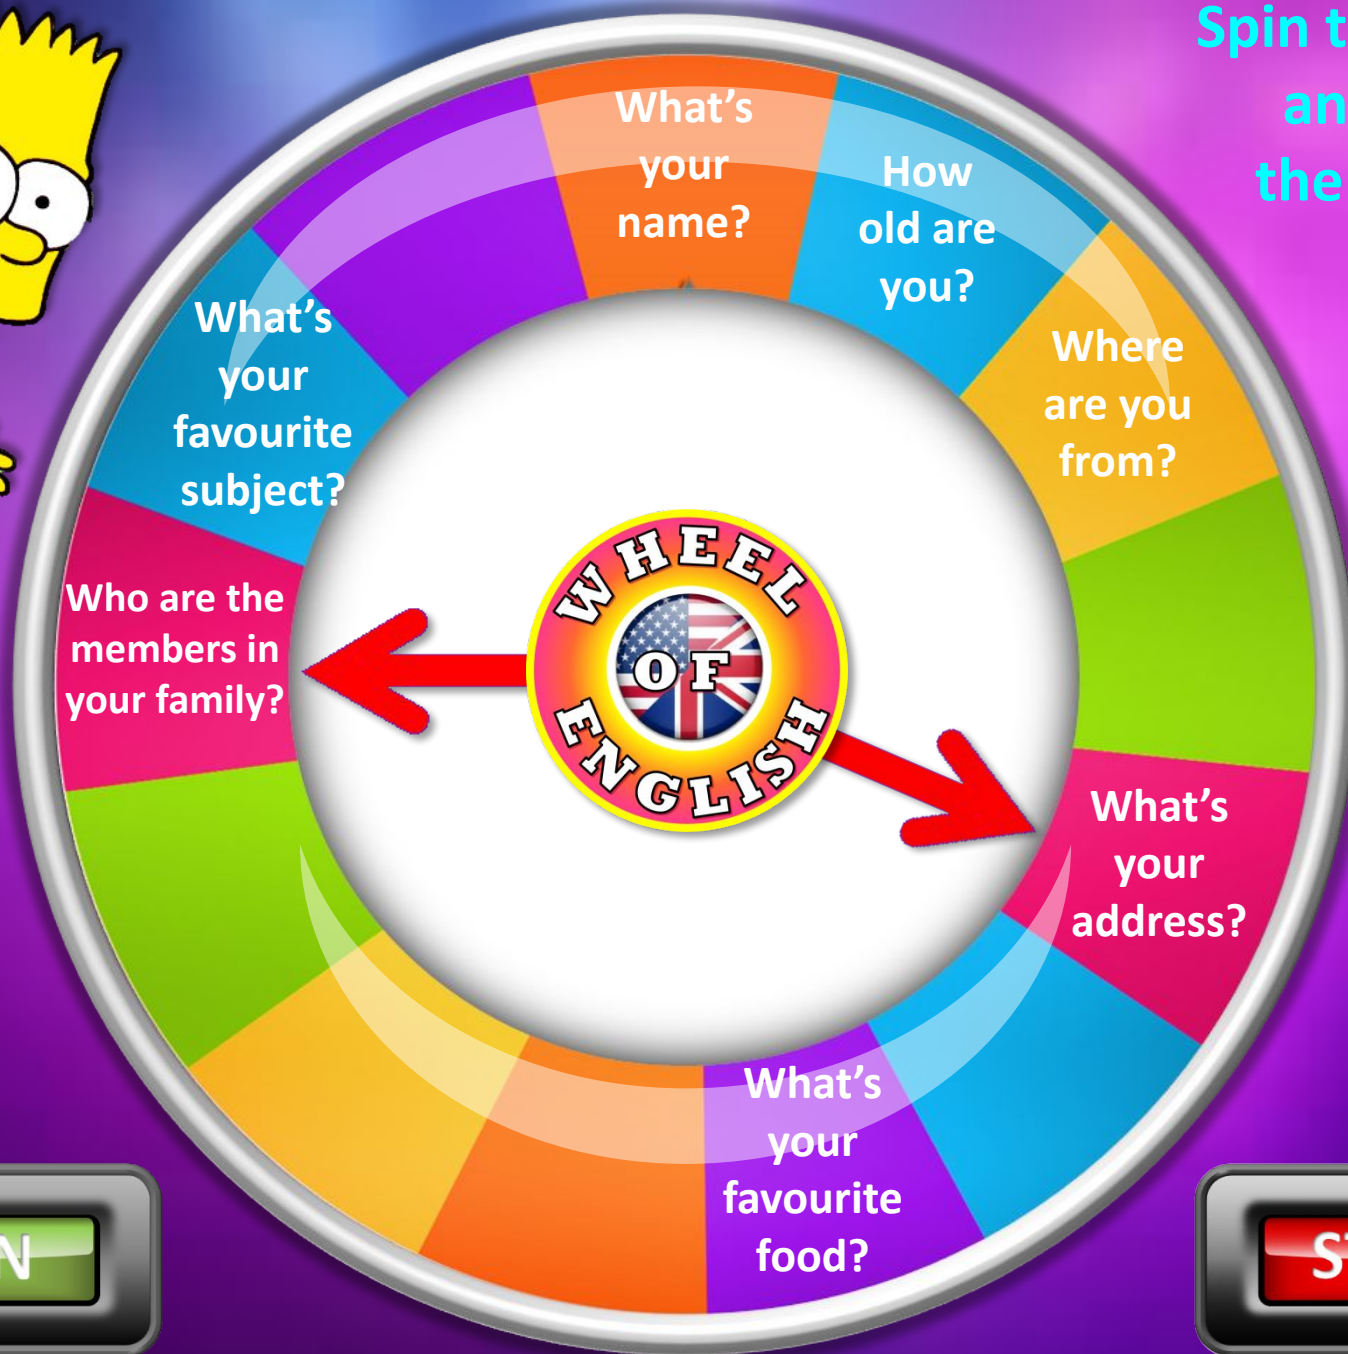 Spin t
an
the
What's
your
name?
How
old are
you?
Where
are you
from?
What's
your
address?
What's
your
favourite
food?
Who are the
members in
your family?
What's
your
favourite
subject?
WHEEL
OF
ENGLISH
N
ST